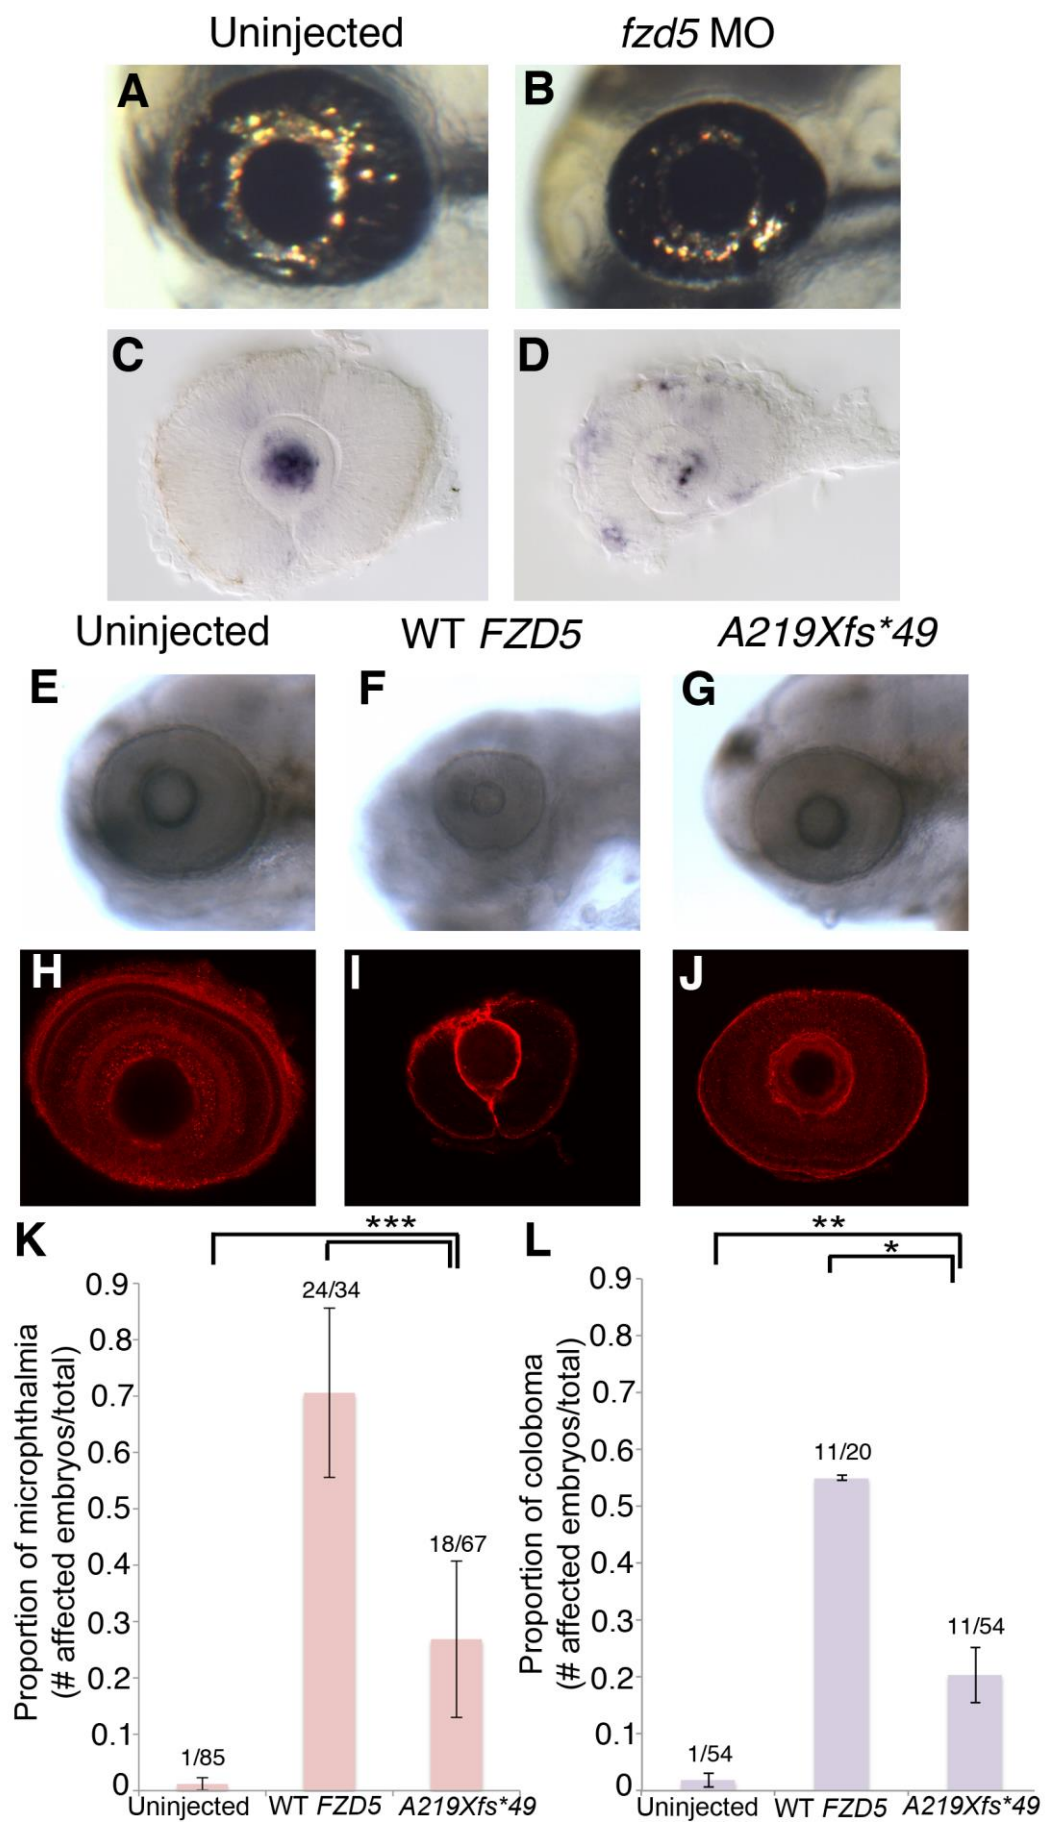 Uninjected
fzd5 MO
A
B
C
D
Uninjected
WT FZD5
A219Xfs*49
E
F
G
H
I
J
K
***
Proportion of microphthalmia
(# affected embryos/total)
0.9
0.8
0.7
0.6
0.5
0.4
0.3
0.2
0.1
0
1/85
24/34
18/67
Uninjected
WT FZD5
A219Xfs*49
L
**
*
Proportion of coloboma
(# affected embryos/total)
0.9
0.8
0.7
0.6
0.5
0.4
0.3
0.2
0.1
0
1/54
11/20
11/54
Uninjected
WT FZD5
A219Xfs*49